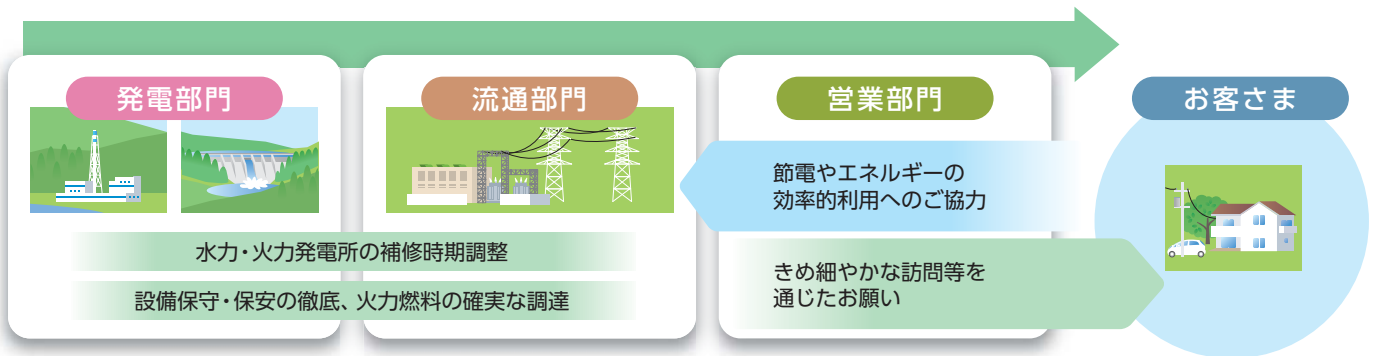 発電部門
流通部門
営業部門
お客さま
節電やエネルギーの
効率的利用へのご協力
水力・火力発電所の補修時期調整
きめ細やかな訪問等を
通じたお願い
設備保守・保安の徹底、火力燃料の確実な調達